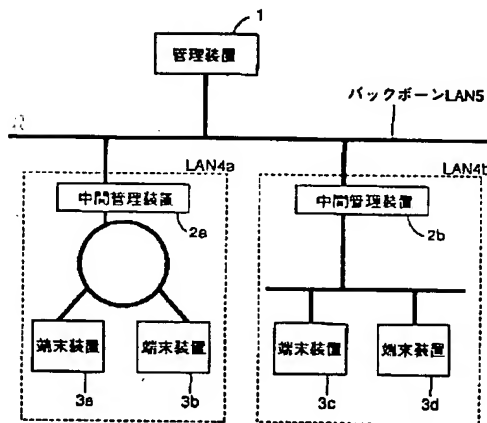 1
管理装置
バックボーンLAN5
LAN4a
LAN4b
中間管理装置
中間管理装置
2a
2b
端末装置
端末装置
端末装置
端末装置
3a
3b
3c
3d